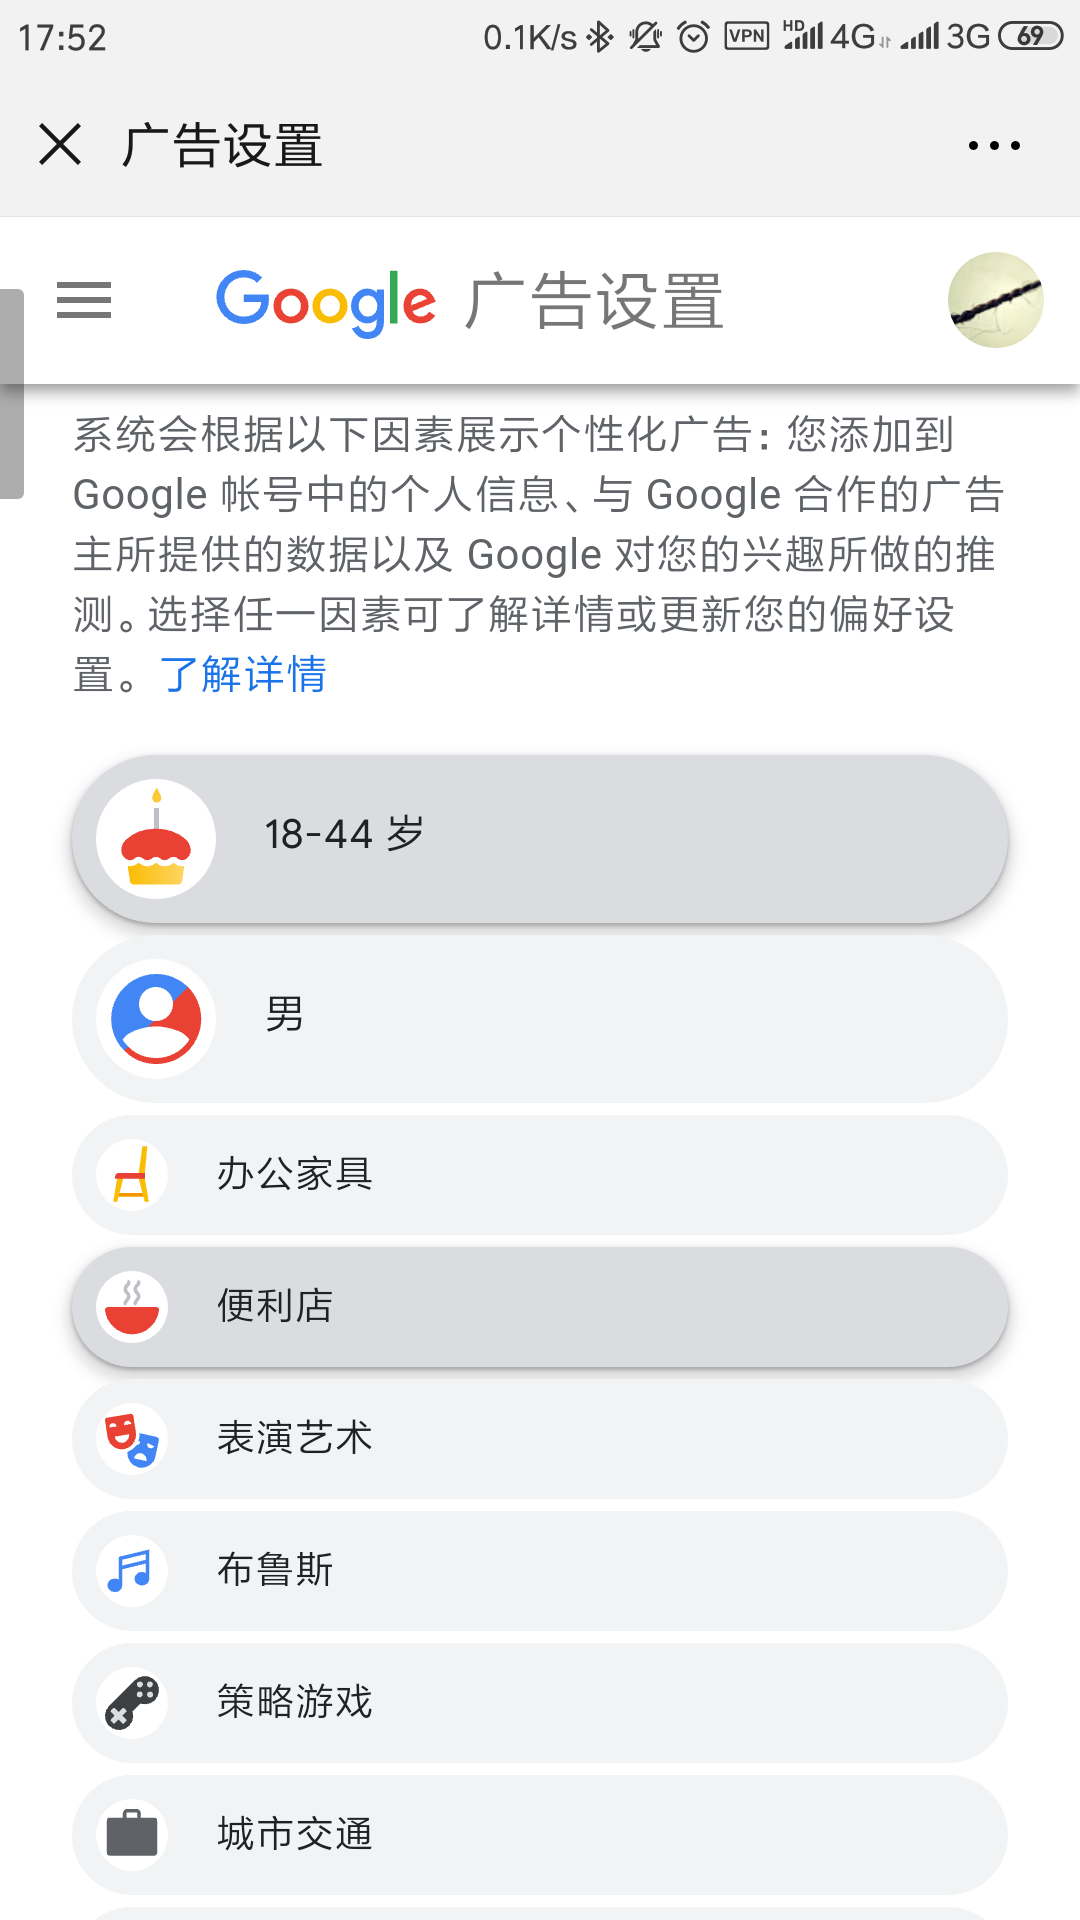 17:52 0.1K/s VPN HD 4G 3G 69
广告设置
Google 广告设置
系统会根据以下因素展示个性化广告：您添加到
Google 帐号中的个人信息、与 Google 合作的广告
主所提供的数据以及 Google 对您的兴趣所做的推
测。选择任一因素可了解详情或更新您的偏好设
置。了解详情
18-44 岁
男
办公家具
便利店
表演艺术
布鲁斯
策略游戏
城市交通